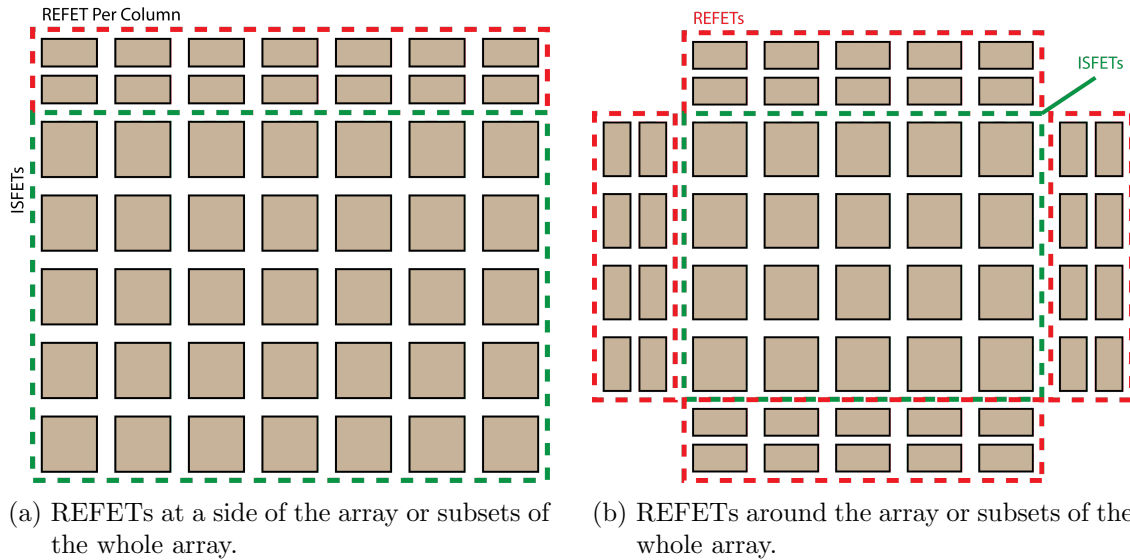 REFET Per Column
ISFETs
REFETs
ISFETs
(a) REFETs at a side of the array or subsets of
the whole array.
(b) REFETs around the array or subsets of the
whole array.